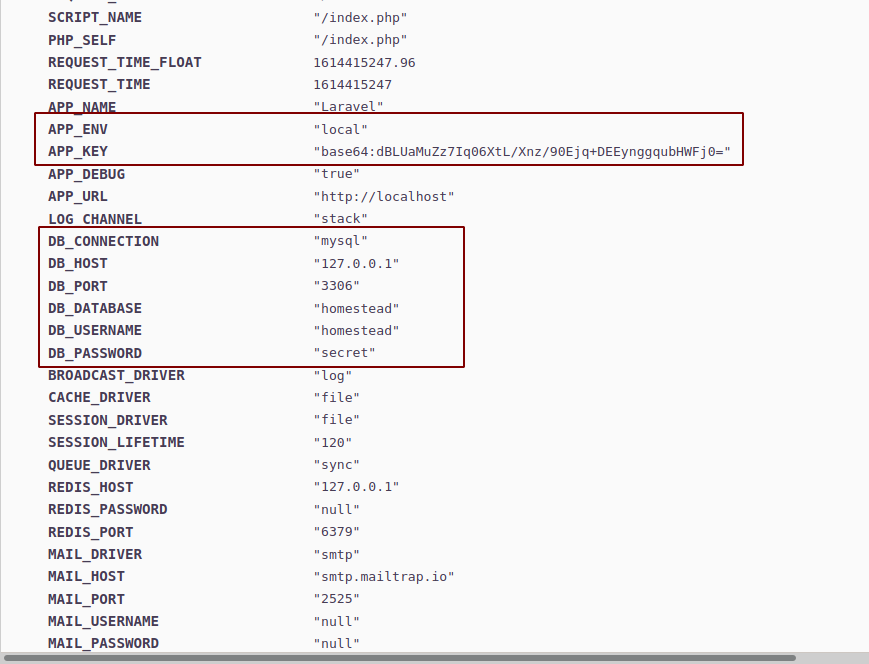 SCRIPT_NAME "/index.php"
PHP_SELF "/index.php"
REQUEST_TIME_FLOAT 1614415247.96
REQUEST_TIME 1614415247
APP_NAME "Laravel"
APP_ENV "local"
APP_KEY "base64:dBLUaMuZz7Iq06XtL/Xnz/90Ejq+DEEynggqubHWFj0="
APP_DEBUG "true"
APP_URL "http://localhost"
LOG_CHANNEL "stack"
DB_CONNECTION "mysql"
DB_HOST "127.0.0.1"
DB_PORT "3306"
DB_DATABASE "homestead"
DB_USERNAME "homestead"
DB_PASSWORD "secret"
BROADCAST_DRIVER "log"
CACHE_DRIVER "file"
SESSION_DRIVER "file"
SESSION_LIFETIME "120"
QUEUE_DRIVER "sync"
REDIS_HOST "127.0.0.1"
REDIS_PASSWORD "null"
REDIS_PORT "6379"
MAIL_DRIVER "smtp"
MAIL_HOST "smtp.mailtrap.io"
MAIL_PORT "2525"
MAIL_USERNAME "null"
MAIL_PASSWORD "null"